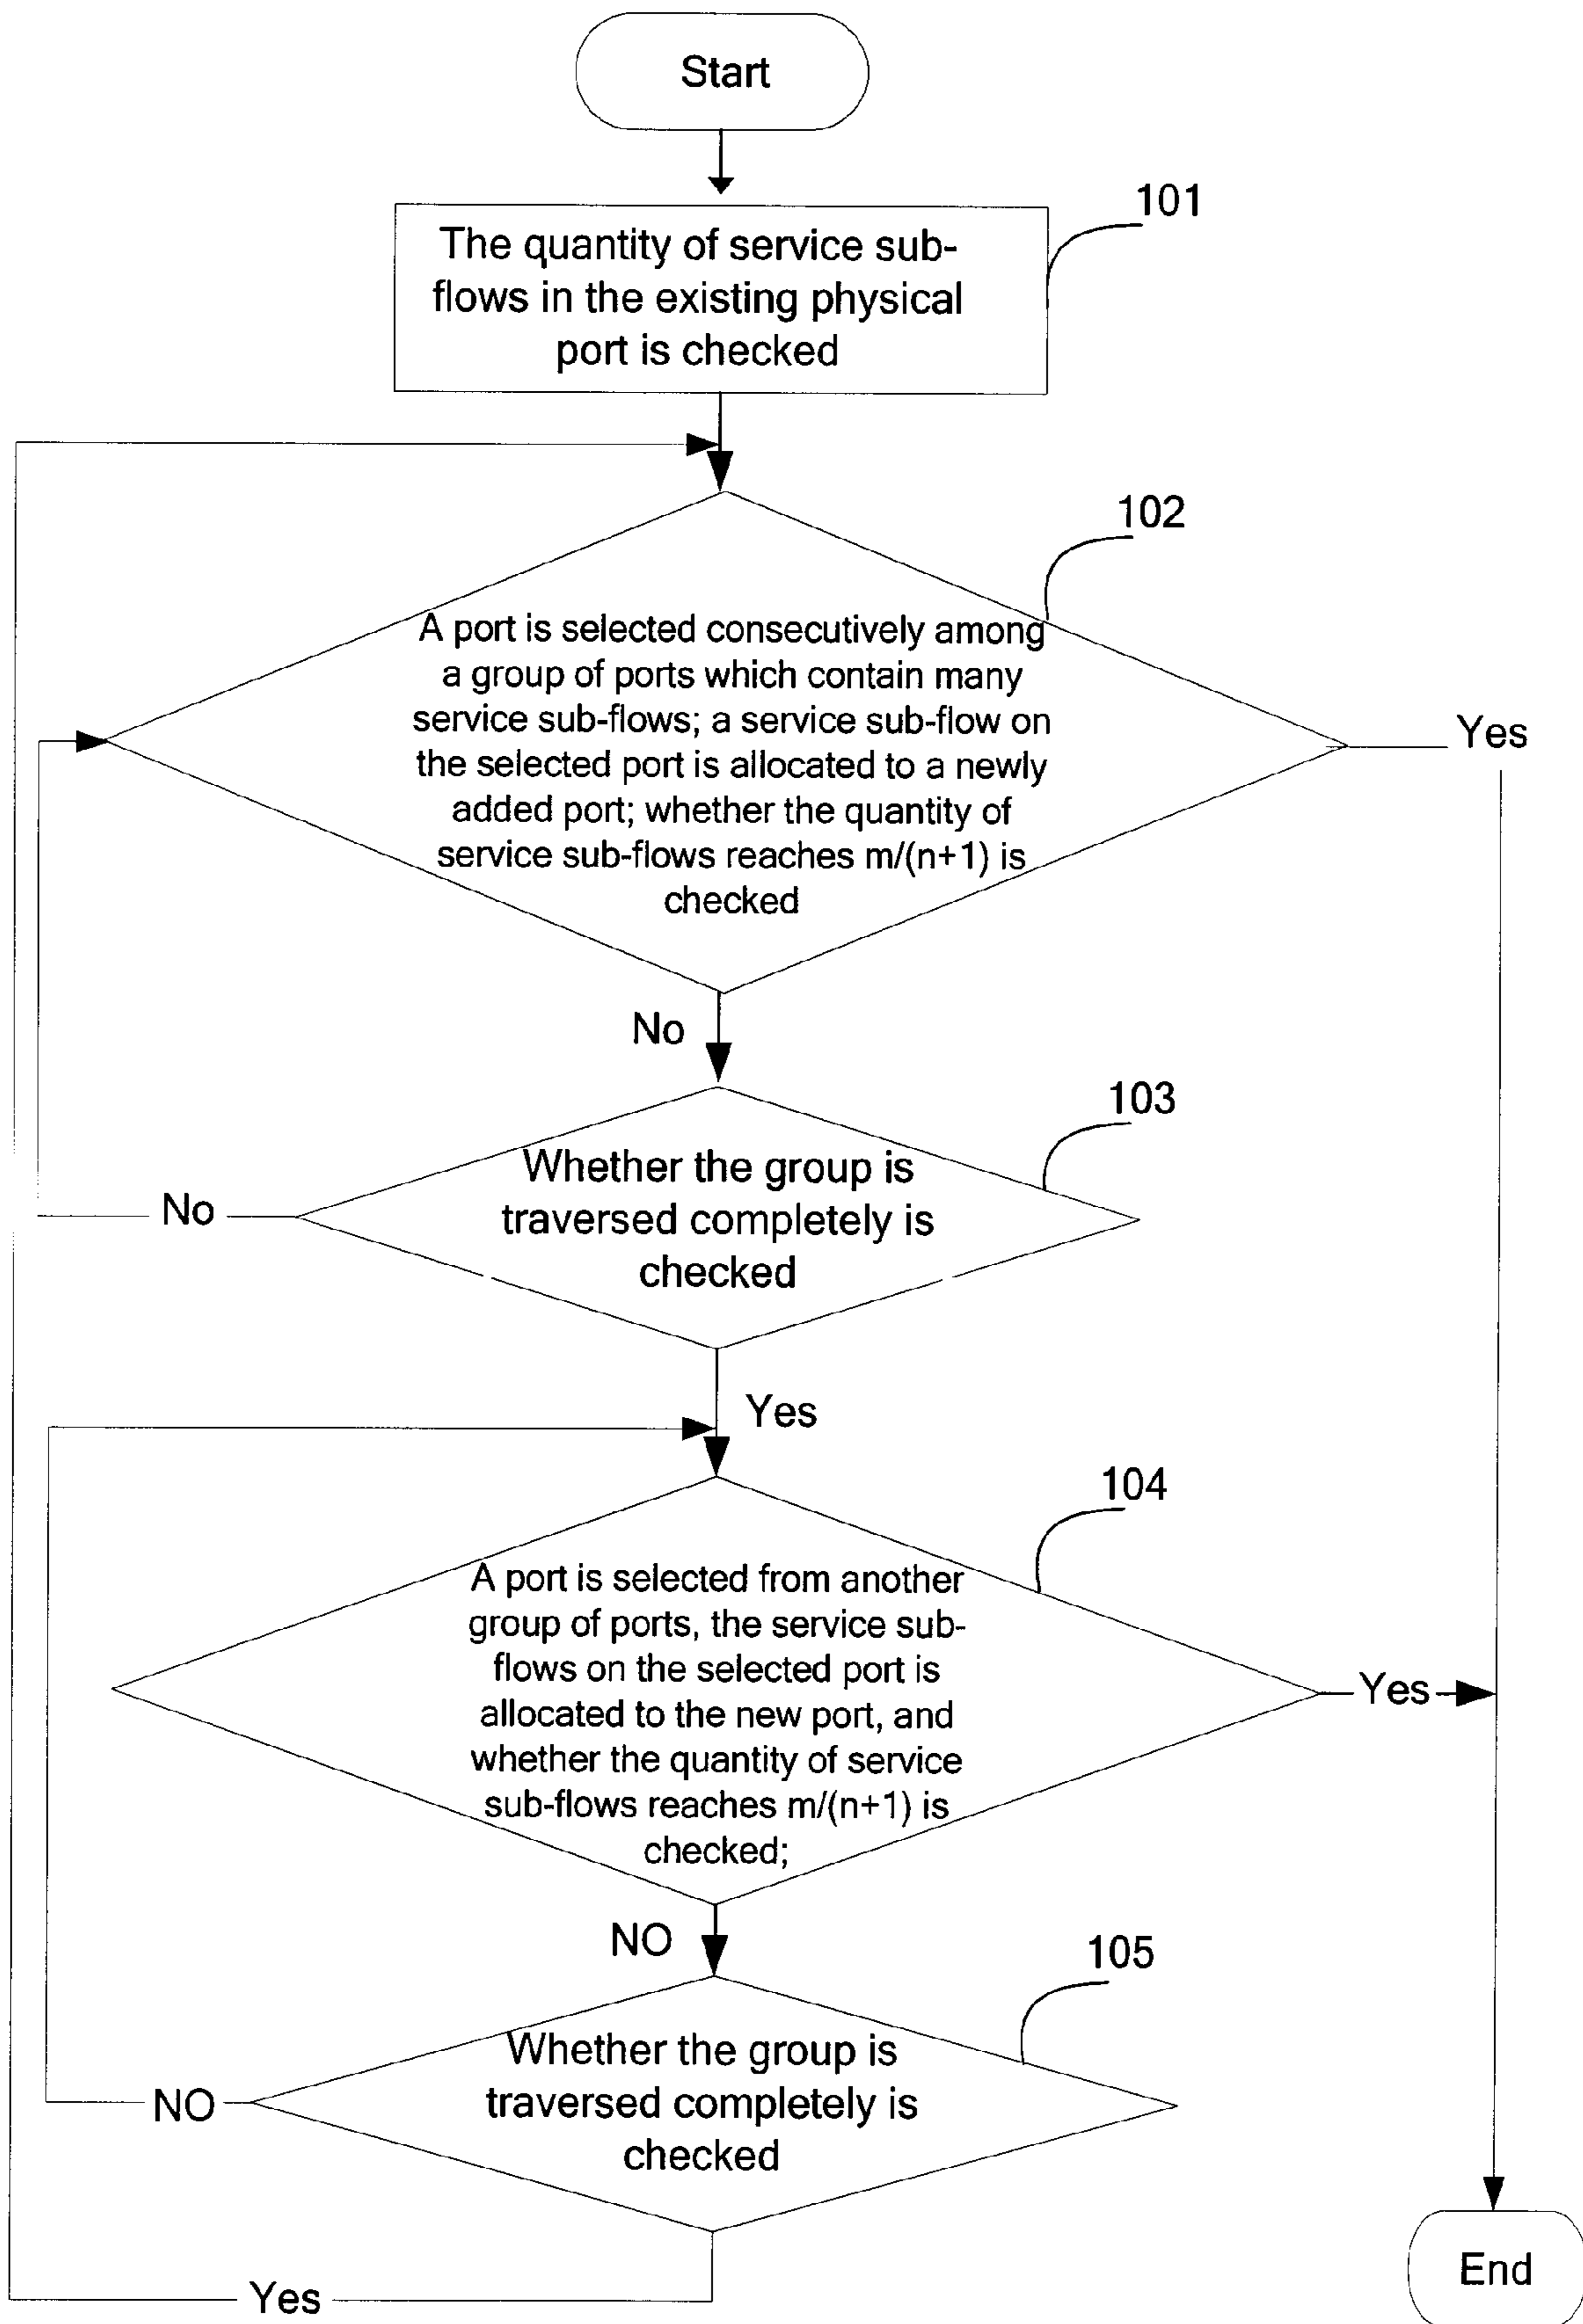 Start
101
The quantity of service sub-
flows in the existing physical
port is checked
102
A port is selected consecutively among
a group of ports which contain many
service sub-flows; a service sub-flow on
the selected port is allocated to a newly
added port; whether the quantity of
service sub-flows reaches m/(n+1) is
checked
Yes
No
103
Whether the group is
traversed completely is
checked
No
Yes
104
A port is selected from another
group of ports, the service sub-
flows on the selected port is
allocated to the new port, and
whether the quantity of service
sub-flows reaches m/(n+1) is
checked;
Yes
NO
105
Whether the group is
traversed completely is
checked
NO
Yes
End